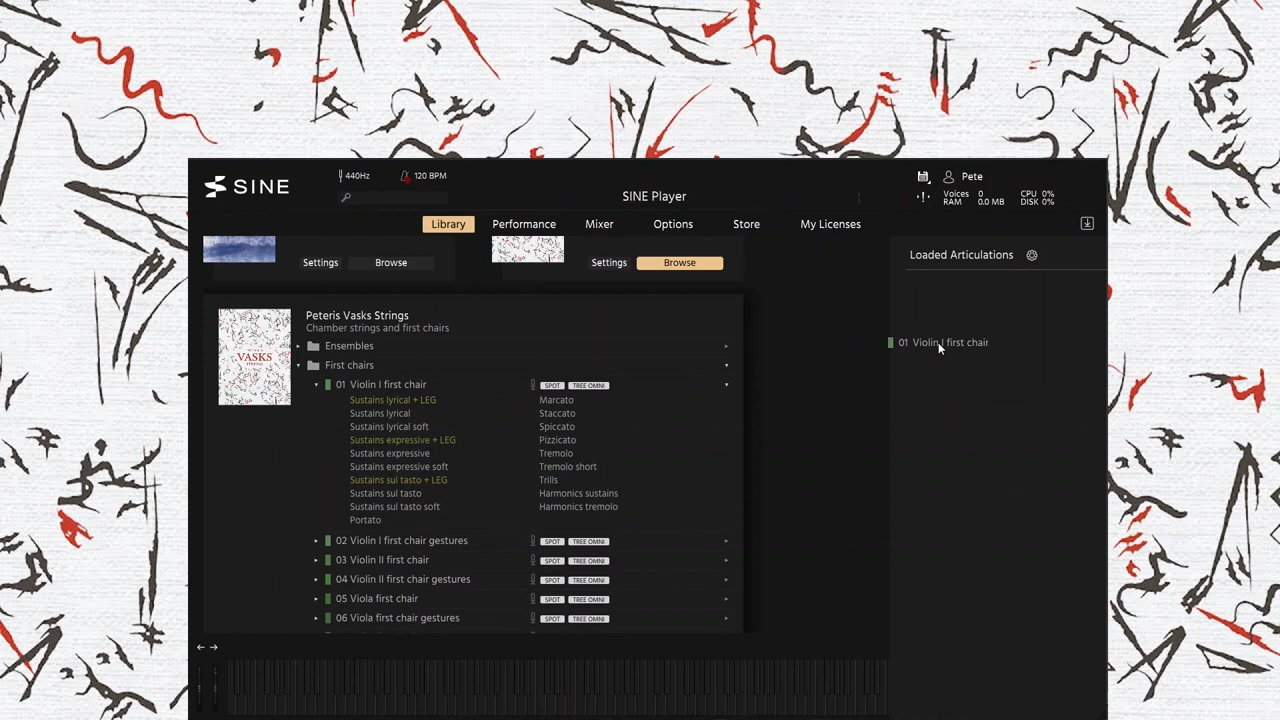 SINE
440Hz
120 BPM
SINE Player
Pete
Voices 0
RAM 0.0 MB
CPU 0%
DISK 0%
Library
Performance
Mixer
Options
Store
My Licenses
Settings
Browse
Settings
Browse
Loaded Articulations
01 Violin I first chair
VASKS
Peteris Vasks Strings
Chamber strings and first chairs
Ensembles
First chairs
01 Violin I first chair SPOT TREE OMNI
Sustains lyrical + LEG
Sustains lyrical
Sustains lyrical soft
Sustains expressive + LEG
Sustains expressive
Sustains expressive soft
Sustains sul tasto + LEG
Sustains sul tasto
Sustains sul tasto soft
Portato
Marcato
Staccato
Spiccato
Pizzicato
Tremolo
Tremolo short
Trills
Harmonics sustains
Harmonics tremolo
02 Violin I first chair gestures SPOT TREE OMNI
03 Violin II first chair SPOT TREE OMNI
04 Violin II first chair gestures SPOT TREE OMNI
05 Viola first chair SPOT TREE OMNI
06 Viola first chair gestures SPOT TREE OMNI